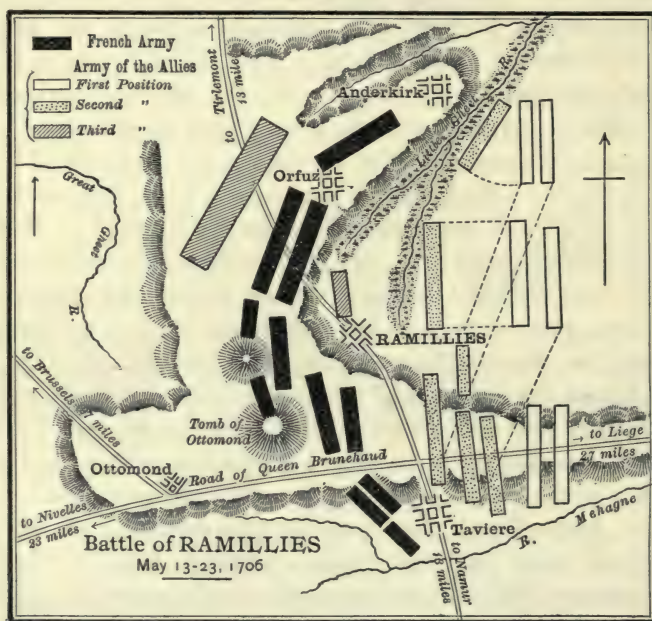 French Army
Army of the Allies
First Position
Second "
Third "
to Tirlemont
13 miles
Anderkirk
Little Gheet R.
Orfuz
Great Gheet R.
RAMILLIES
to Brussels
miles
Tomb of
Ottomond
Ottomond
Road of Queen Brunehaud
to Liege
27 miles
to Nivelles
23 miles
Taviere
R. Mehagne
to Namur
13 miles
Battle of RAMILLIES
May 13-23, 1706